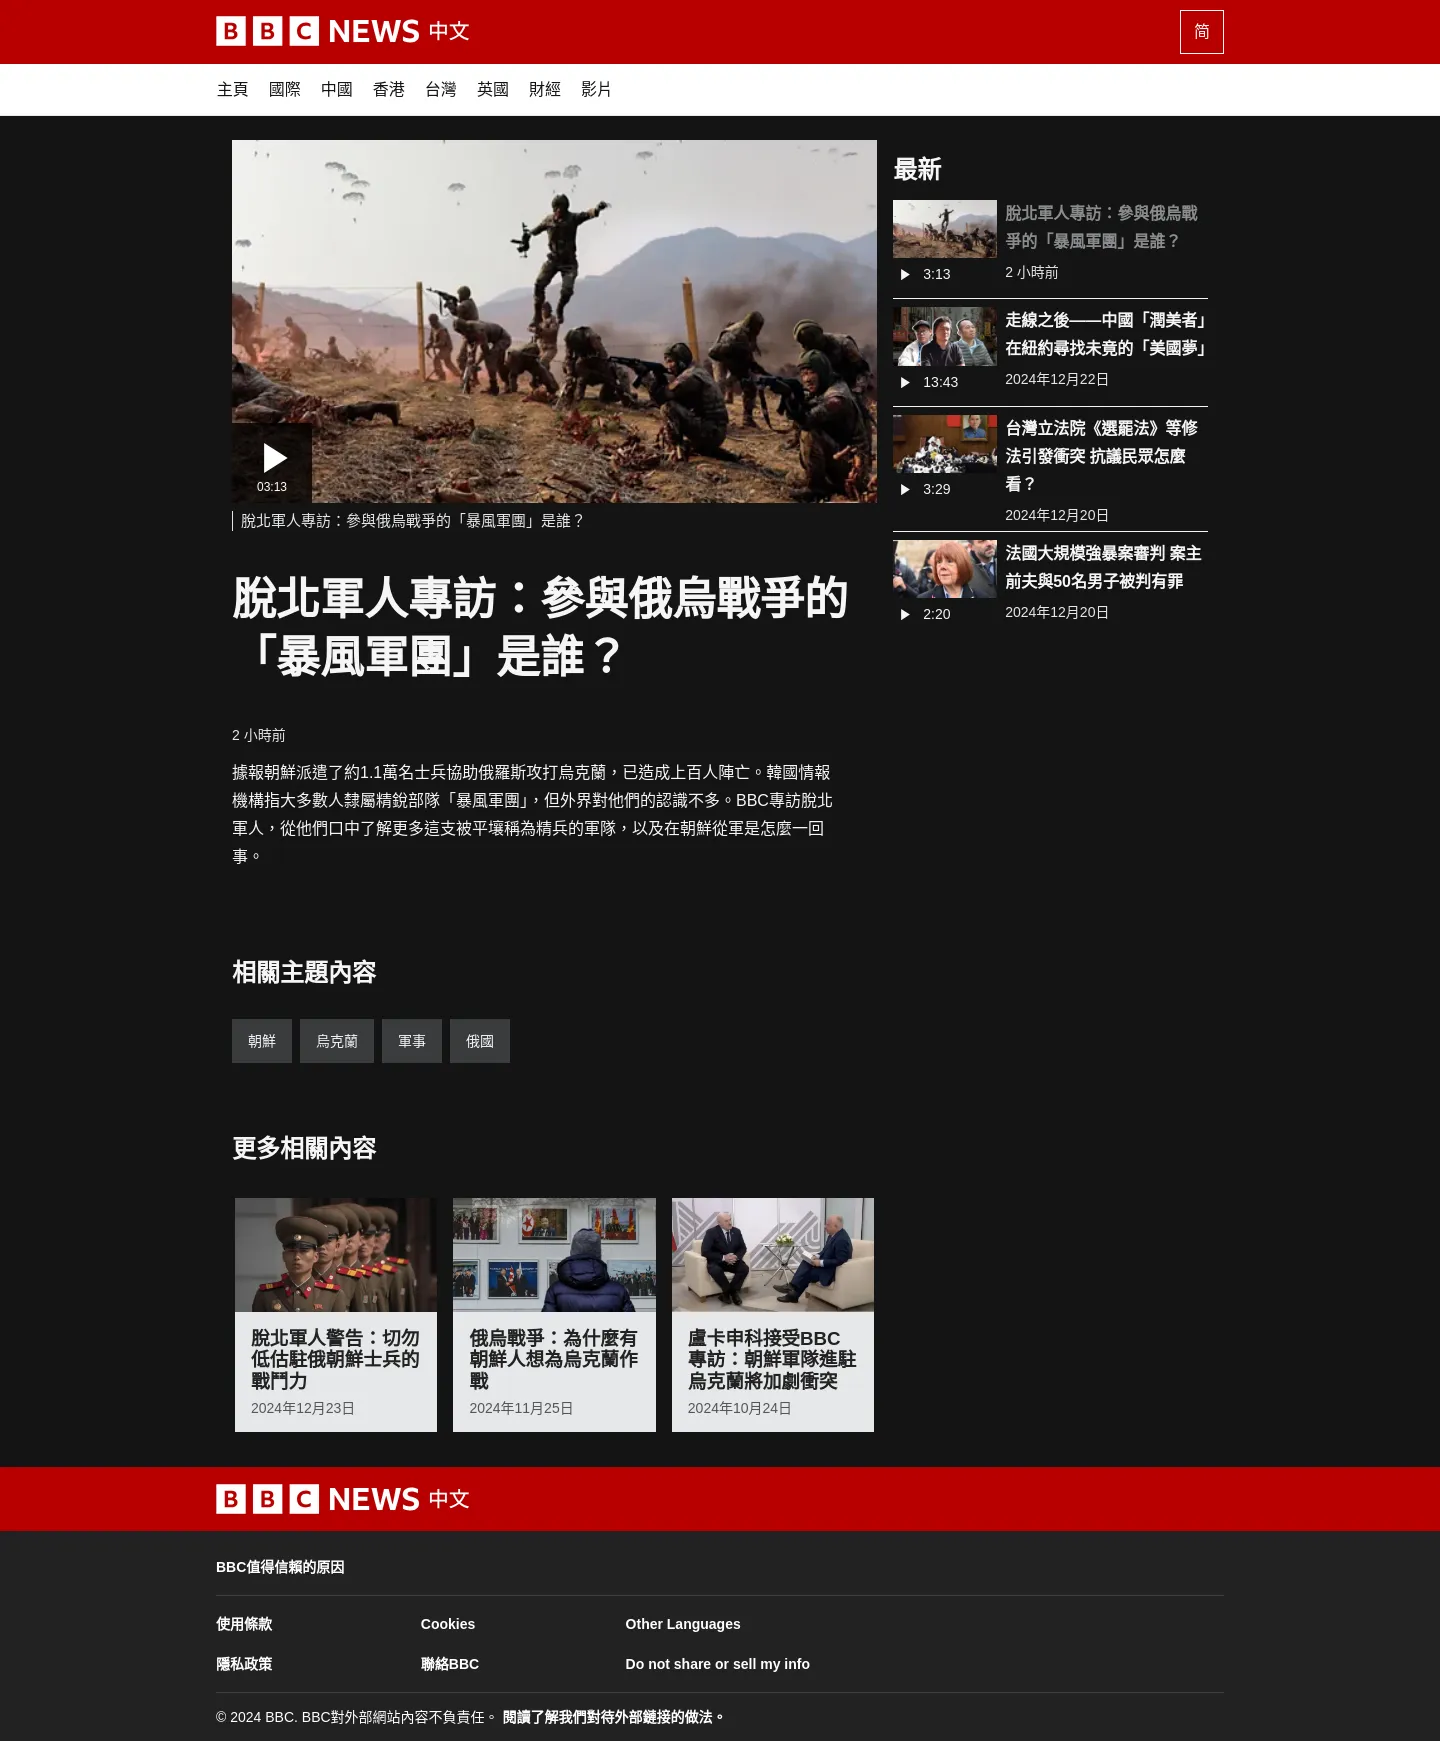 BBC NEWS 中文
简
主頁 國際 中國 香港 台灣 英國 財經 影片
03:13
脫北軍人專訪：參與俄烏戰爭的「暴風軍團」是誰？
脫北軍人專訪：參與俄烏戰爭的
「暴風軍團」是誰？
2 小時前
據報朝鮮派遣了約1.1萬名士兵協助俄羅斯攻打烏克蘭，已造成上百人陣亡。韓國情報
機構指大多數人隸屬精銳部隊「暴風軍團」，但外界對他們的認識不多。BBC專訪脫北
軍人，從他們口中了解更多這支被平壤稱為精兵的軍隊，以及在朝鮮從軍是怎麼一回
事。
最新
脫北軍人專訪：參與俄烏戰
爭的「暴風軍團」是誰？
3:13
2 小時前
走線之後——中國「潤美者」
在紐約尋找未竟的「美國夢」
13:43
2024年12月22日
台灣立法院《選罷法》等修
法引發衝突 抗議民眾怎麼
看？
3:29
2024年12月20日
法國大規模強暴案審判 案主
前夫與50名男子被判有罪
2:20
2024年12月20日
相關主題內容
朝鮮 烏克蘭 軍事 俄國
更多相關內容
脫北軍人警告：切勿
低估駐俄朝鮮士兵的
戰鬥力
2024年12月23日
俄烏戰爭：為什麼有
朝鮮人想為烏克蘭作
戰
2024年11月25日
盧卡申科接受BBC
專訪：朝鮮軍隊進駐
烏克蘭將加劇衝突
2024年10月24日
BBC NEWS 中文
BBC值得信賴的原因
使用條款 Cookies Other Languages
隱私政策 聯絡BBC Do not share or sell my info
© 2024 BBC. BBC對外部網站內容不負責任。 閱讀了解我們對待外部鏈接的做法。